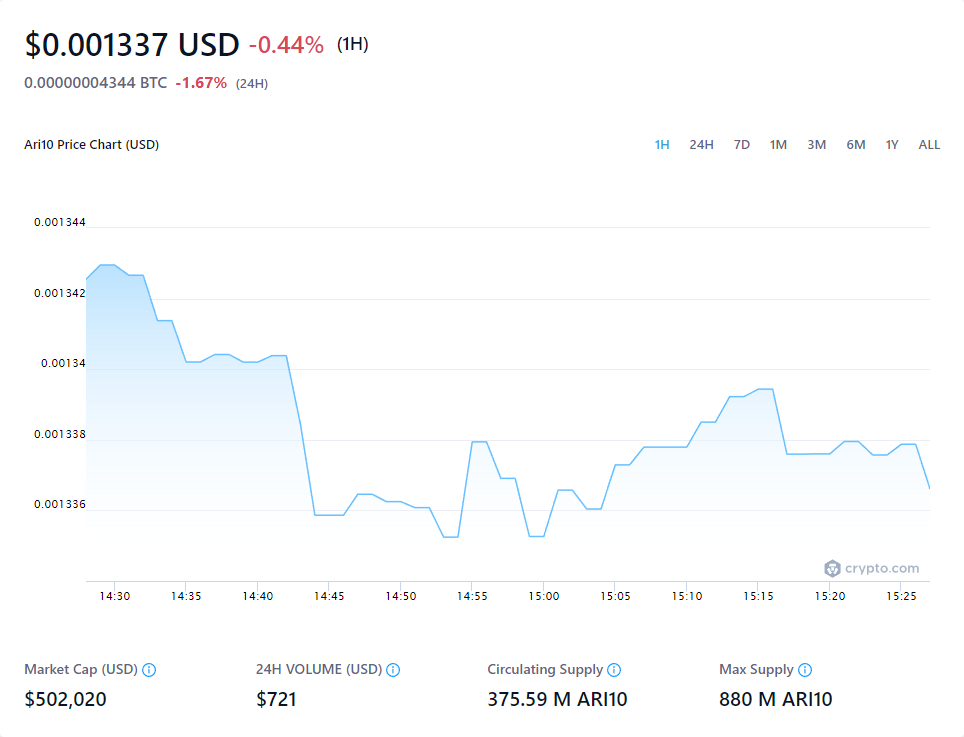 $0.001337 USD -0.44% (1H)
0.00000004344 BTC -1.67% (24H)
Ari10 Price Chart (USD) 1H 24H 7D 1M 3M 6M 1Y ALL
0.001344
0.001342
0.00134
0.001338
0.001336
crypto.com
14:30 14:35 14:40 14:45 14:50 14:55 15:00 15:05 15:10 15:15 15:20 15:25
Market Cap (USD) 24H VOLUME (USD) Circulating Supply Max Supply
$502,020 $721 375.59 M ARI10 880 M ARI10